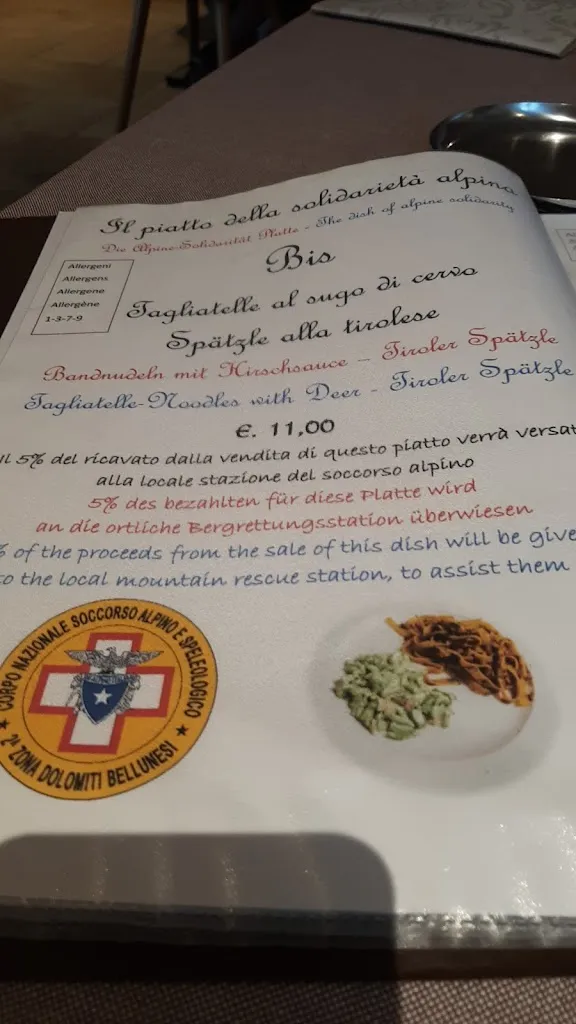 Il piatto della solidarietà alpina
Die Alpine-Solidarität Platte - The dish of alpine solidarity
Allergeni
Allergens
Allergene
Allergène
1-3-7-9
Bis
Tagliatelle al sugo di cervo
Spätzle alla tirolese
Bandnudeln mit Hirschsauce – Tiroler Spätzle
Tagliatelle-Noodles with Deer - Tiroler Spätzle
€. 11,00
Il 5% del ricavato dalla vendita di questo piatto verrà versat
alla locale stazione del soccorso alpino
5% des bezahlten für diese Platte wird
an die ortliche Bergrettungsstation überwiesen
% of the proceeds from the sale of this dish will be give
to the local mountain rescue station, to assist them
CORPO NAZIONALE SOCCORSO ALPINO E SPELEOLOGICO
2ª ZONA DOLOMITI BELLUNESI